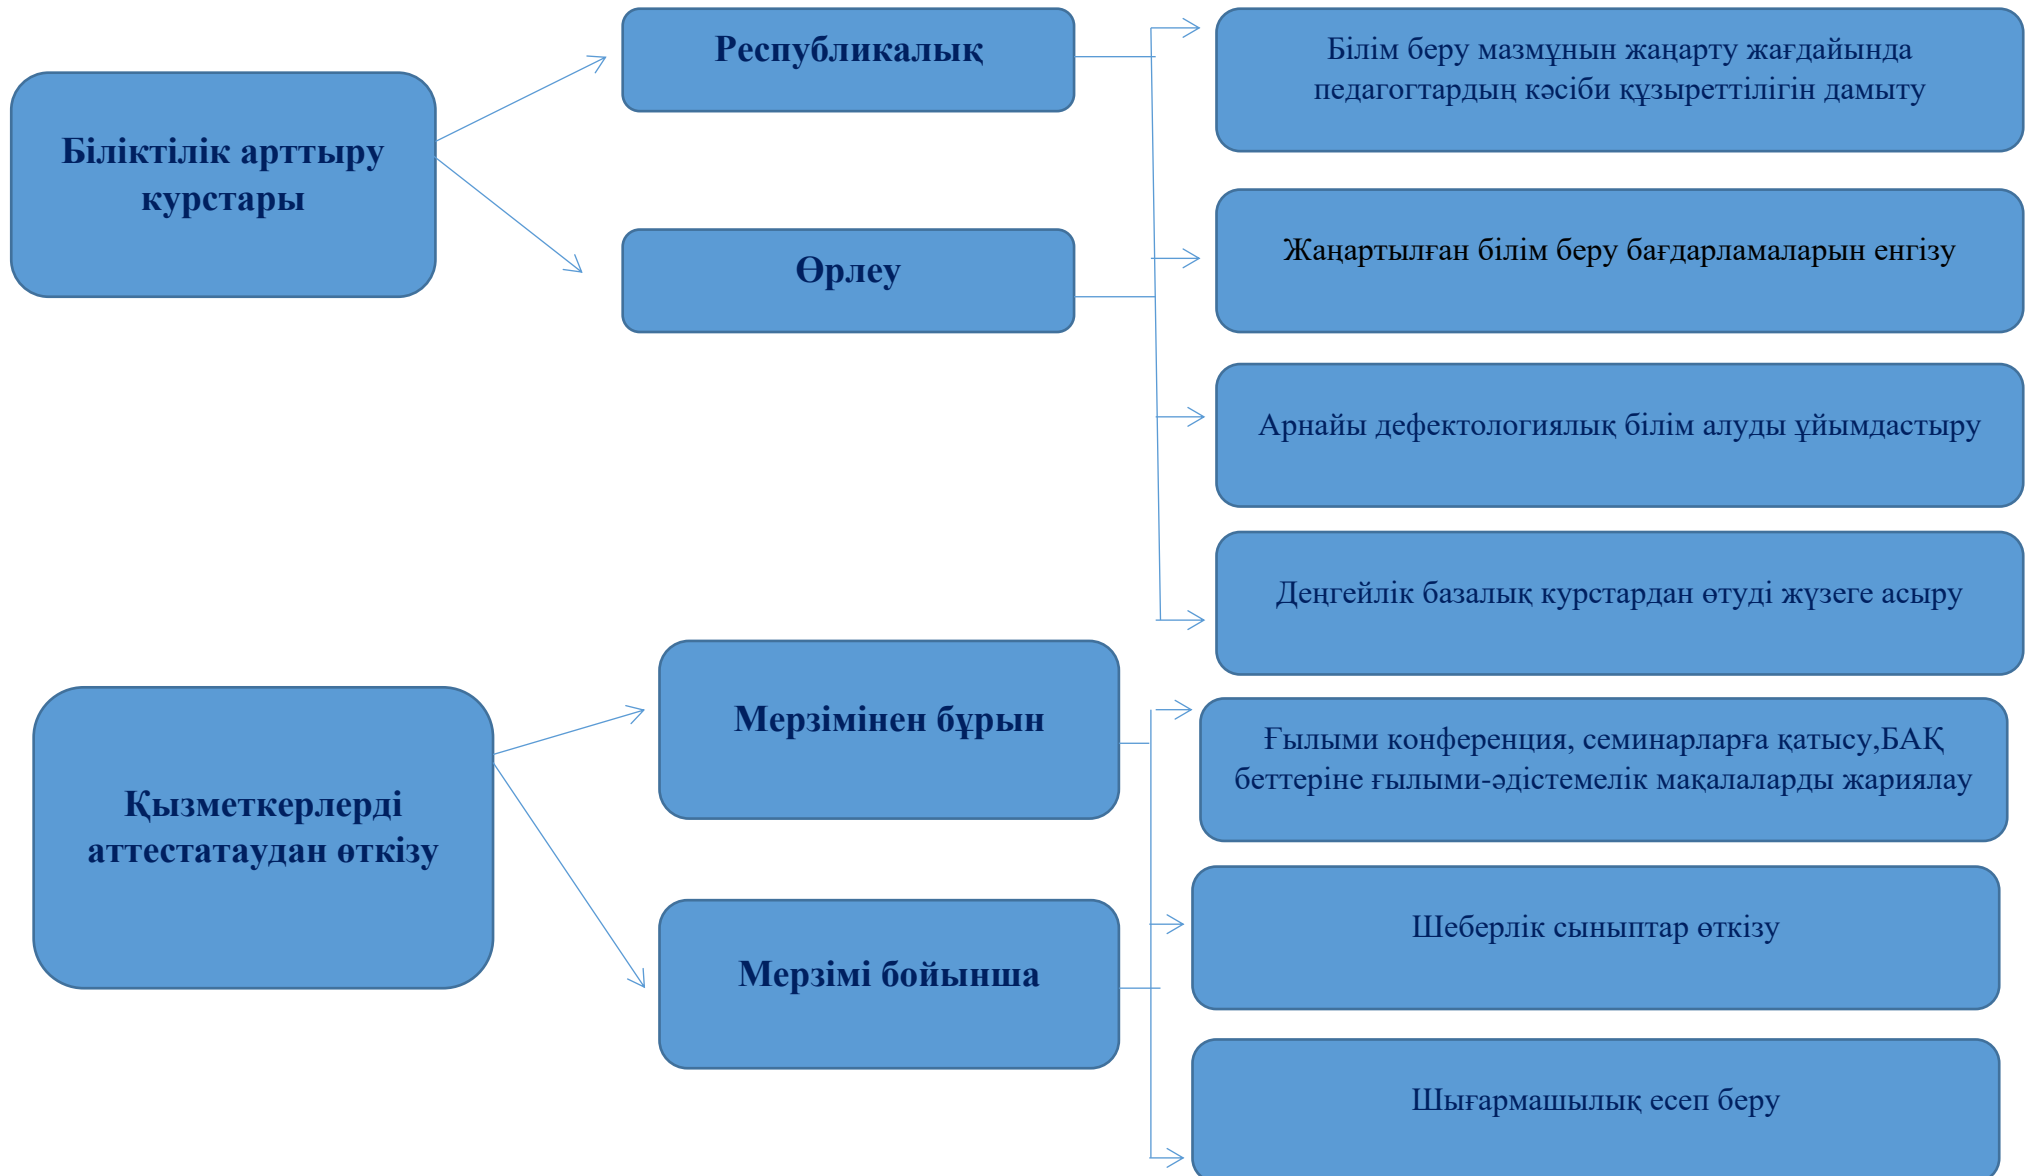 Біліктілік арттыру
курстары
Республикалық
Өрлеу
Білім беру мазмұнын жаңарту жағдайында
педагогтардың кәсіби құзыреттілігін дамыту
Жаңартылған білім беру бағдарламаларын енгізу
Арнайы дефектологиялық білім алуды ұйымдастыру
Деңгейлік базалық курстардан өтуді жүзеге асыру
Қызметкерлерді
аттестатаудан өткізу
Мерзімінен бұрын
Мерзімі бойынша
Ғылыми конференция, семинарларға қатысу,БАҚ
беттеріне ғылыми-әдістемелік мақалаларды жариялау
Шеберлік сыныптар өткізу
Шығармашылық есеп беру